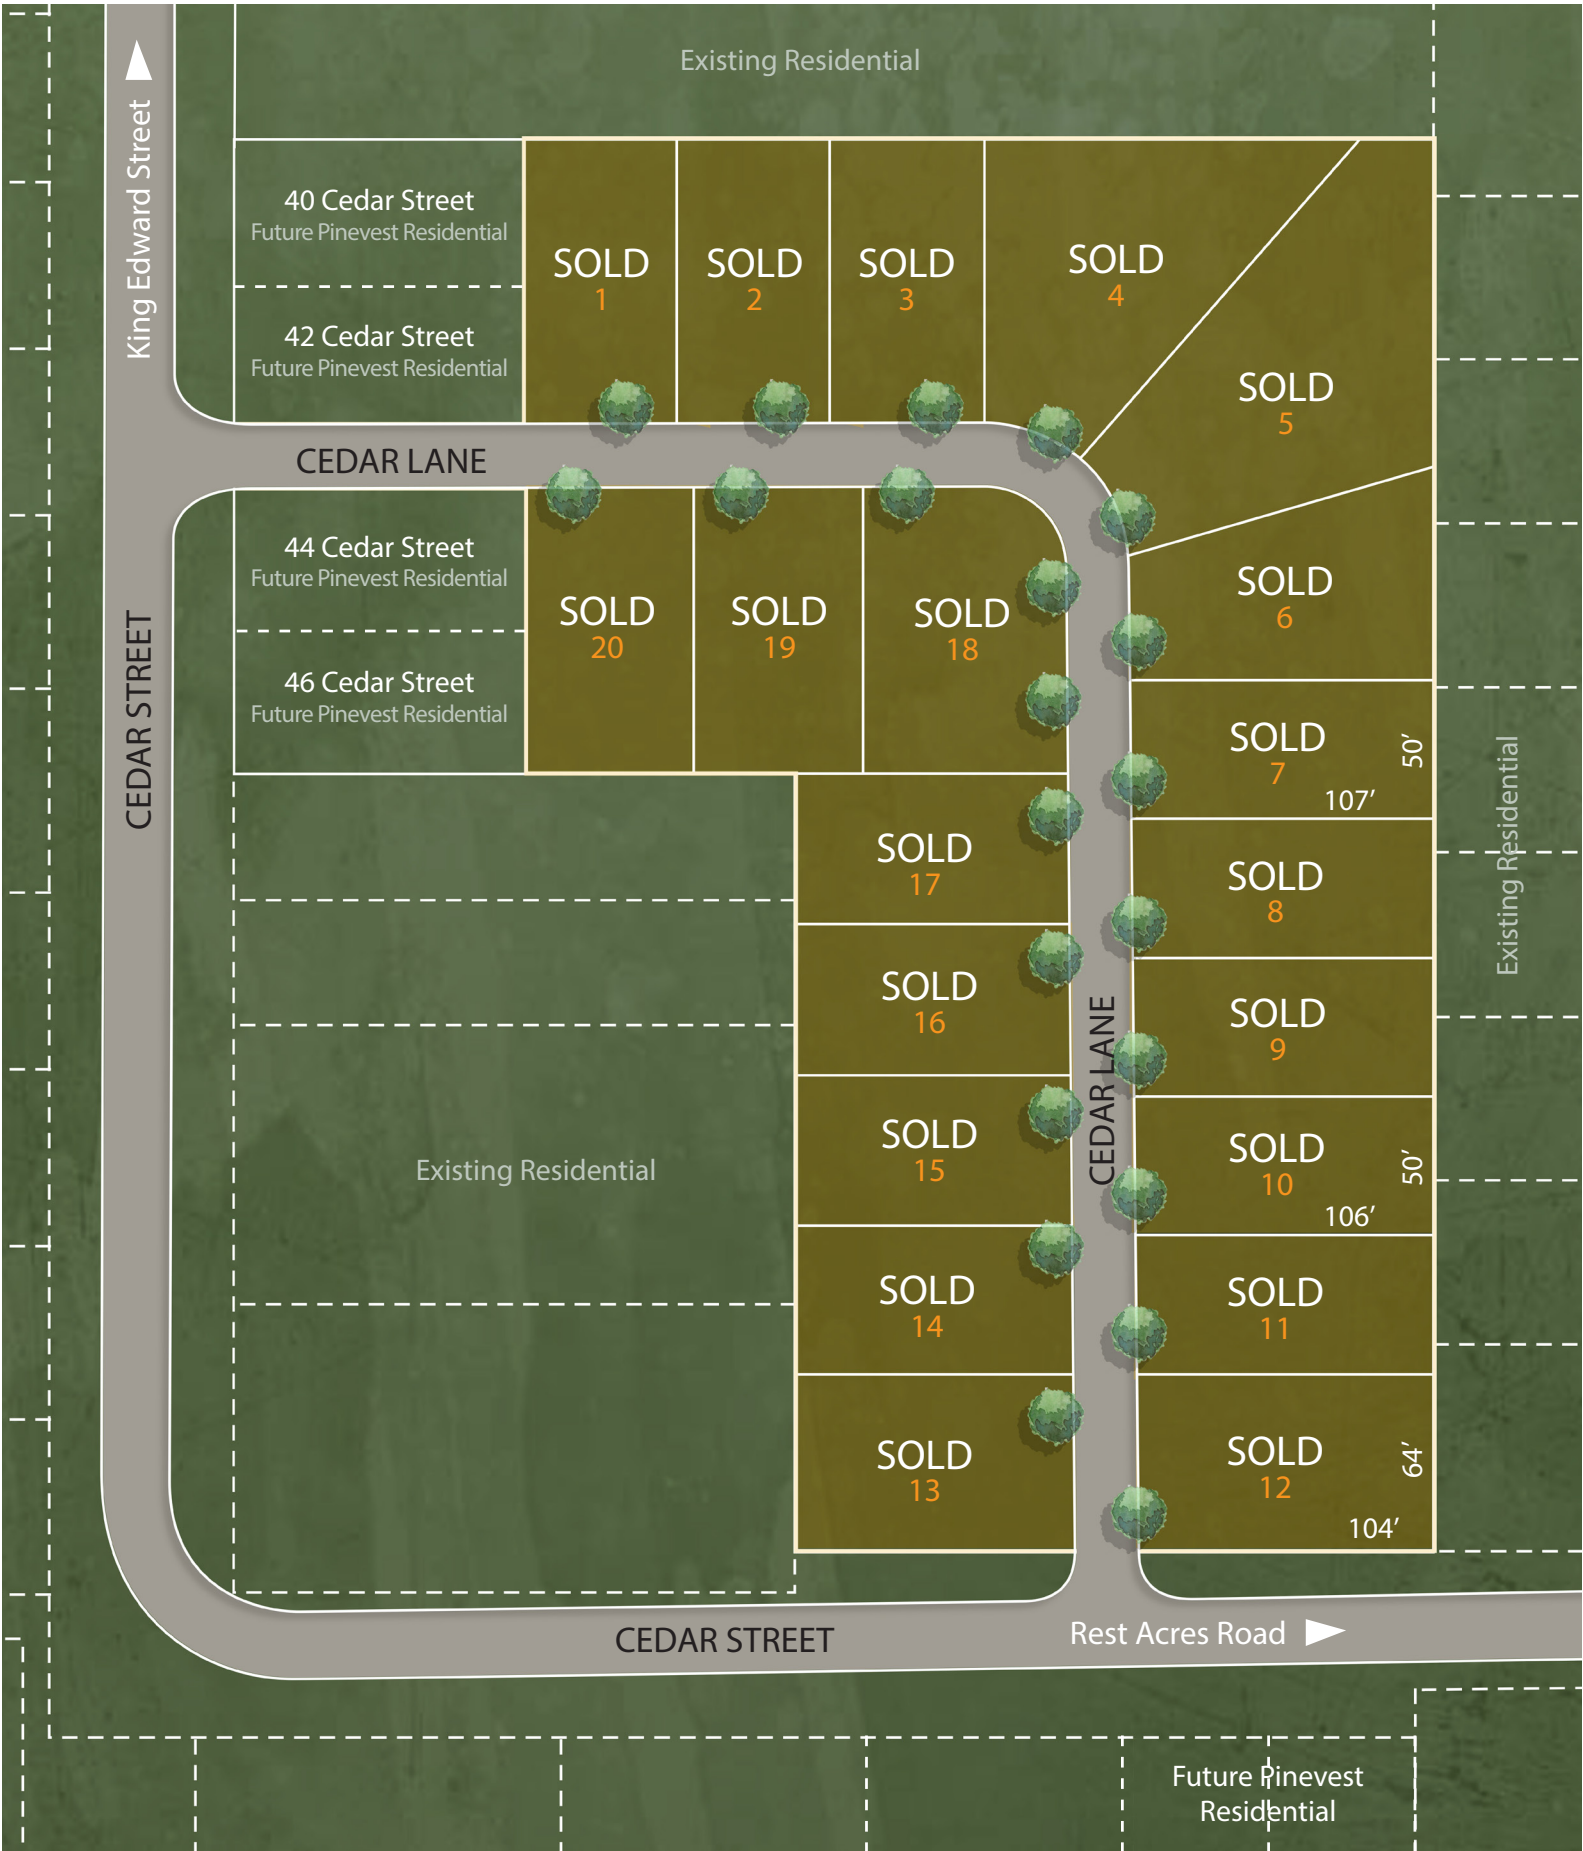 Existing Residential
King Edward Street
40 Cedar Street
Future Pinevest Residential
42 Cedar Street
Future Pinevest Residential
SOLD
1
SOLD
2
SOLD
3
SOLD
4
SOLD
5
CEDAR LANE
44 Cedar Street
Future Pinevest Residential
46 Cedar Street
Future Pinevest Residential
SOLD
20
SOLD
19
SOLD
18
SOLD
6
CEDAR STREET
SOLD
7
50'
107'
SOLD
17
SOLD
8
Existing Residential
SOLD
16
SOLD
9
CEDAR LANE
Existing Residential
SOLD
15
SOLD
10
50'
106'
SOLD
14
SOLD
11
SOLD
13
SOLD
12
64'
104'
CEDAR STREET
Rest Acres Road
Future Pinevest
Residential